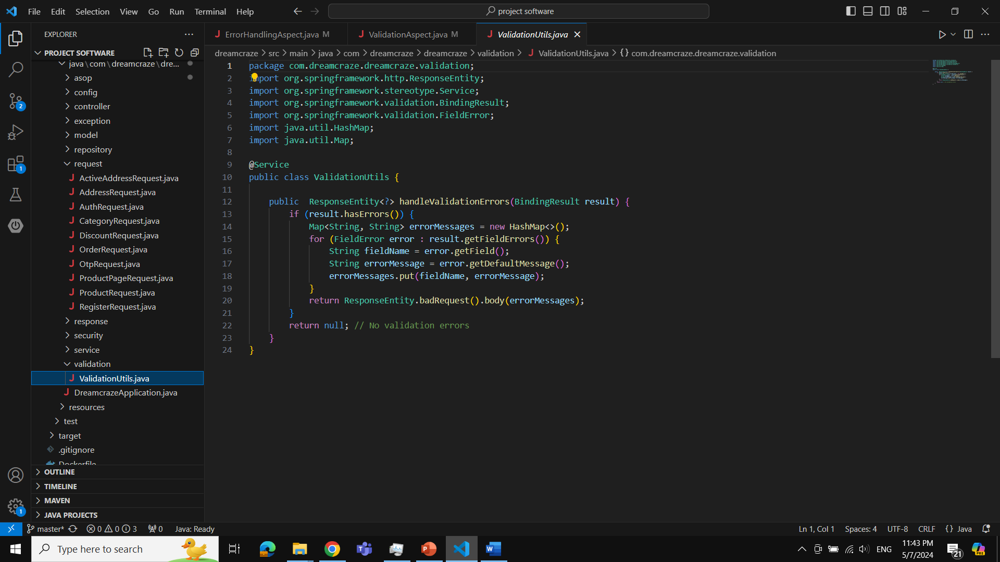 File Edit Selection View Go Run Terminal Help
project software
EXPLORER
ErrorHandlingAspect.java M
ValidationAspect.java M
ValidationUtils.java
PROJECT SOFTWARE
dreamcraze > src > main > java > com > dreamcraze > dreamcraze > validation > ValidationUtils.java > {} com.dreamcraze.dreamcraze.validation
java\com\dreamcraze\dre...
asop
config
controller
exception
model
repository
request
ActiveAddressRequest.java
AddressRequest.java
AuthRequest.java
CategoryRequest.java
DiscountRequest.java
OrderRequest.java
OtpRequest.java
ProductPageRequest.java
ProductRequest.java
RegisterRequest.java
response
security
service
validation
ValidationUtils.java
DreamcrazeApplication.java
resources
test
target
.gitignore
Dockerfile
OUTLINE
TIMELINE
MAVEN
JAVA PROJECTS
2
1
1
1 package com.dreamcraze.dreamcraze.validation;
2 import org.springframework.http.ResponseEntity;
3 import org.springframework.stereotype.Service;
4 import org.springframework.validation.BindingResult;
5 import org.springframework.validation.FieldError;
6 import java.util.HashMap;
7 import java.util.Map;
8
9 @Service
10 public class ValidationUtils {
11
12     public  ResponseEntity<?> handleValidationErrors(BindingResult result) {
13         if (result.hasErrors()) {
14             Map<String, String> errorMessages = new HashMap<>();
15             for (FieldError error : result.getFieldErrors()) {
16                 String fieldName = error.getField();
17                 String errorMessage = error.getDefaultMessage();
18                 errorMessages.put(fieldName, errorMessage);
19             }
20             return ResponseEntity.badRequest().body(errorMessages);
21         }
22         return null; // No validation errors
23     }
24 }
master* 0 0 3 0 Java: Ready
Ln 1, Col 1 Spaces: 4 UTF-8 CRLF {} Java
Type here to search
ENG
11:43 PM
5/7/2024
21
PRE